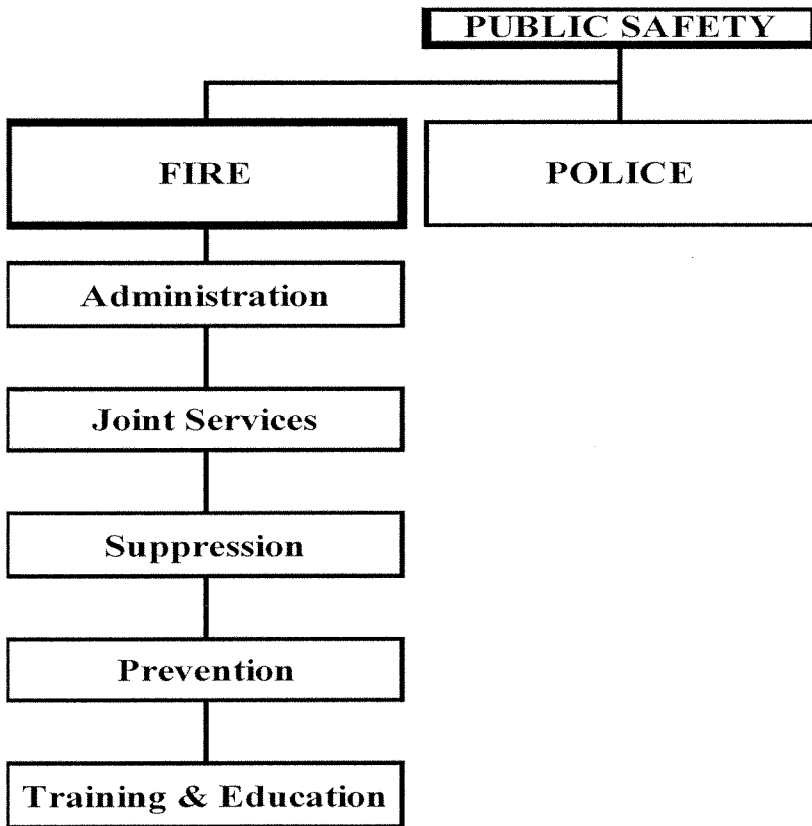 PUBLIC SAFETY
FIRE
POLICE
Administration
Joint Services
Suppression
Prevention
Training & Education